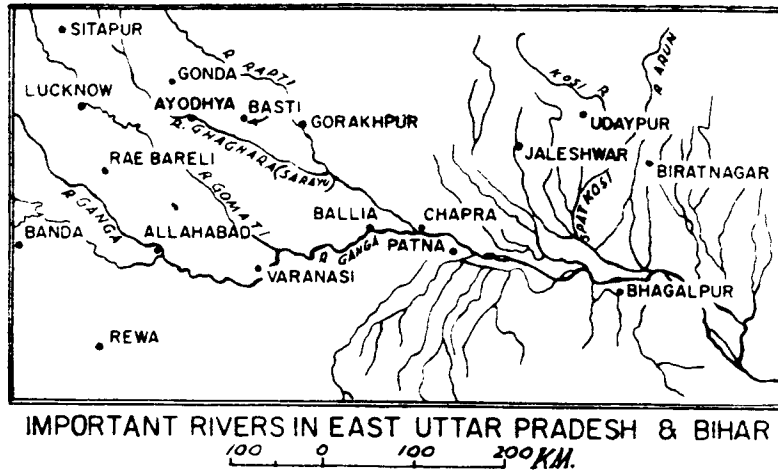 SITAPUR
GONDA
R RAPTI
KOSI R
R ARUN
LUCKNOW
AYODHYA
BASTI
GORAKHPUR
UDAYPUR
R. GHAGHARA (SARAYU)
JALESHWAR
BIRATNAGAR
RAE BARELI
R GOMATI
SPATKOSI
R GANGA
BALLIA
CHAPRA
BANDA
ALLAHABAD
R GANGA
PATNA
VARANASI
BHAGALPUR
REWA
IMPORTANT RIVERS IN EAST UTTAR PRADESH & BIHAR
100 0 100 200 KM.